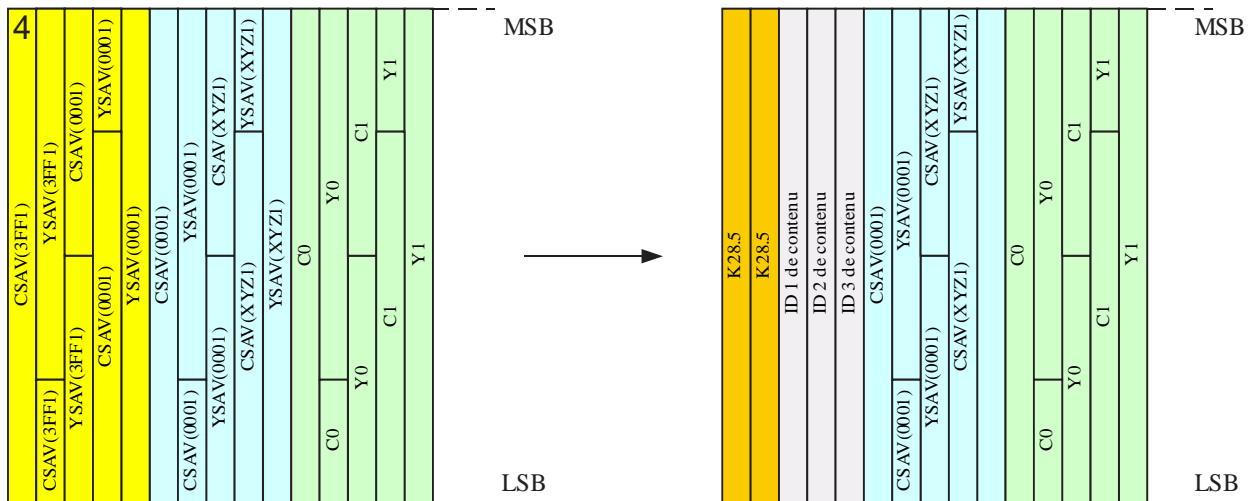 4
MSB
CSAV(3FF1)
CSAV(3FF1)
YSAV(3FF1)
YSAV(3FF1)
CSAV(0001)
CSAV(0001)
YSAV(0001)
YSAV(0001)
CSAV(0001)
CSAV(0001)
YSAV(0001)
YSAV(0001)
CSAV(XYZ1)
CSAV(XYZ1)
YSAV(XYZ1)
YSAV(XYZ1)
C0
C0
Y0
Y0
C1
C1
Y1
Y1
LSB
MSB
K28.5
K28.5
ID 1 de contenu
ID 2 de contenu
ID 3 de contenu
CSAV(0001)
CSAV(0001)
YSAV(0001)
YSAV(0001)
CSAV(XYZ1)
CSAV(XYZ1)
YSAV(XYZ1)
C0
C0
Y0
Y0
C1
C1
Y1
Y1
LSB